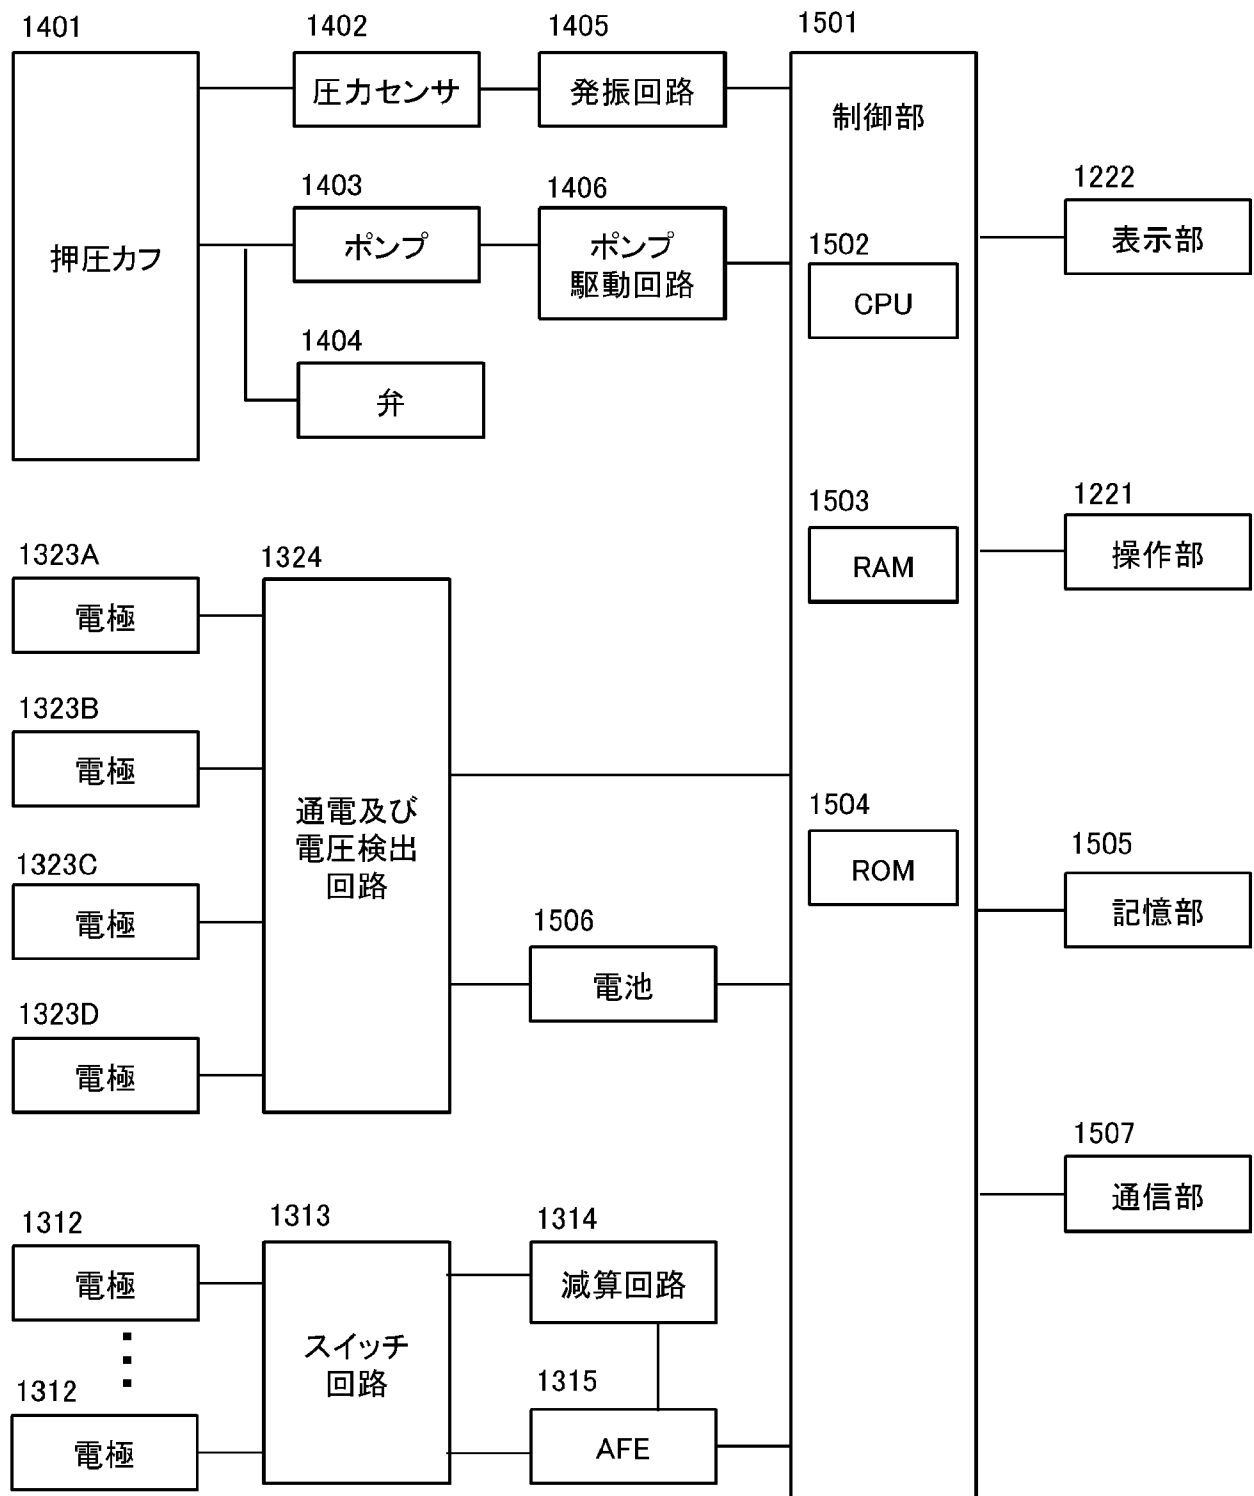 1401
押圧カフ
1402
圧力センサ
1405
発振回路
1403
ポンプ
1406
ポンプ
駆動回路
1404
弁
1501
制御部
1502
CPU
1503
RAM
1504
ROM
1222
表示部
1221
操作部
1505
記憶部
1507
通信部
1323A
電極
1323B
電極
1323C
電極
1323D
電極
1324
通電及び
電圧検出
回路
1506
電池
1312
電極
1312
電極
1313
スイッチ
回路
1314
減算回路
1315
AFE